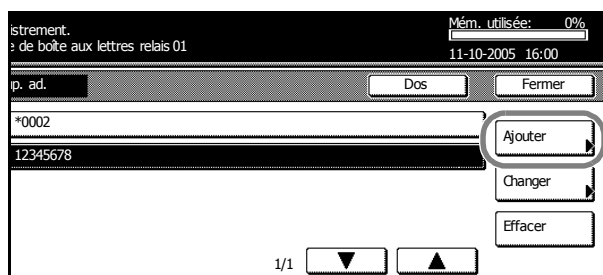 istrement.
e de boîte aux lettres relais 01
Mém. utilisée: 0%
11-10-2005 16:00
p. ad.
Dos
Fermer
*0002
12345678
Ajouter
Changer
Effacer
1/1